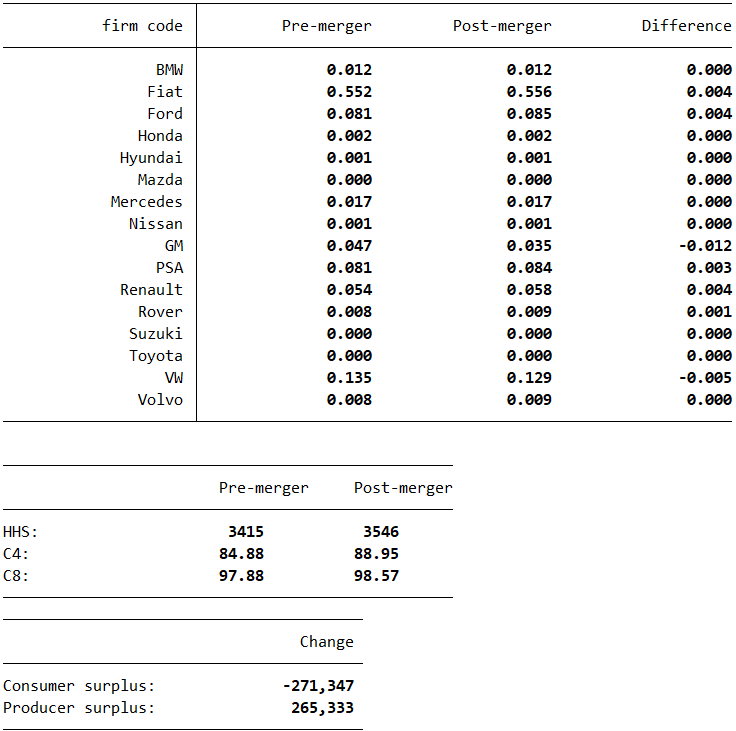 firm code Pre-merger Post-merger Difference
BMW 0.012 0.012 0.000
Fiat 0.552 0.556 0.004
Ford 0.081 0.085 0.004
Honda 0.002 0.002 0.000
Hyundai 0.001 0.001 0.000
Mazda 0.000 0.000 0.000
Mercedes 0.017 0.017 0.000
Nissan 0.001 0.001 0.000
GM 0.047 0.035 -0.012
PSA 0.081 0.084 0.003
Renault 0.054 0.058 0.004
Rover 0.008 0.009 0.001
Suzuki 0.000 0.000 0.000
Toyota 0.000 0.000 0.000
VW 0.135 0.129 -0.005
Volvo 0.008 0.009 0.000
Pre-merger Post-merger
HHS: 3415 3546
C4: 84.88 88.95
C8: 97.88 98.57
Change
Consumer surplus: -271,347
Producer surplus: 265,333